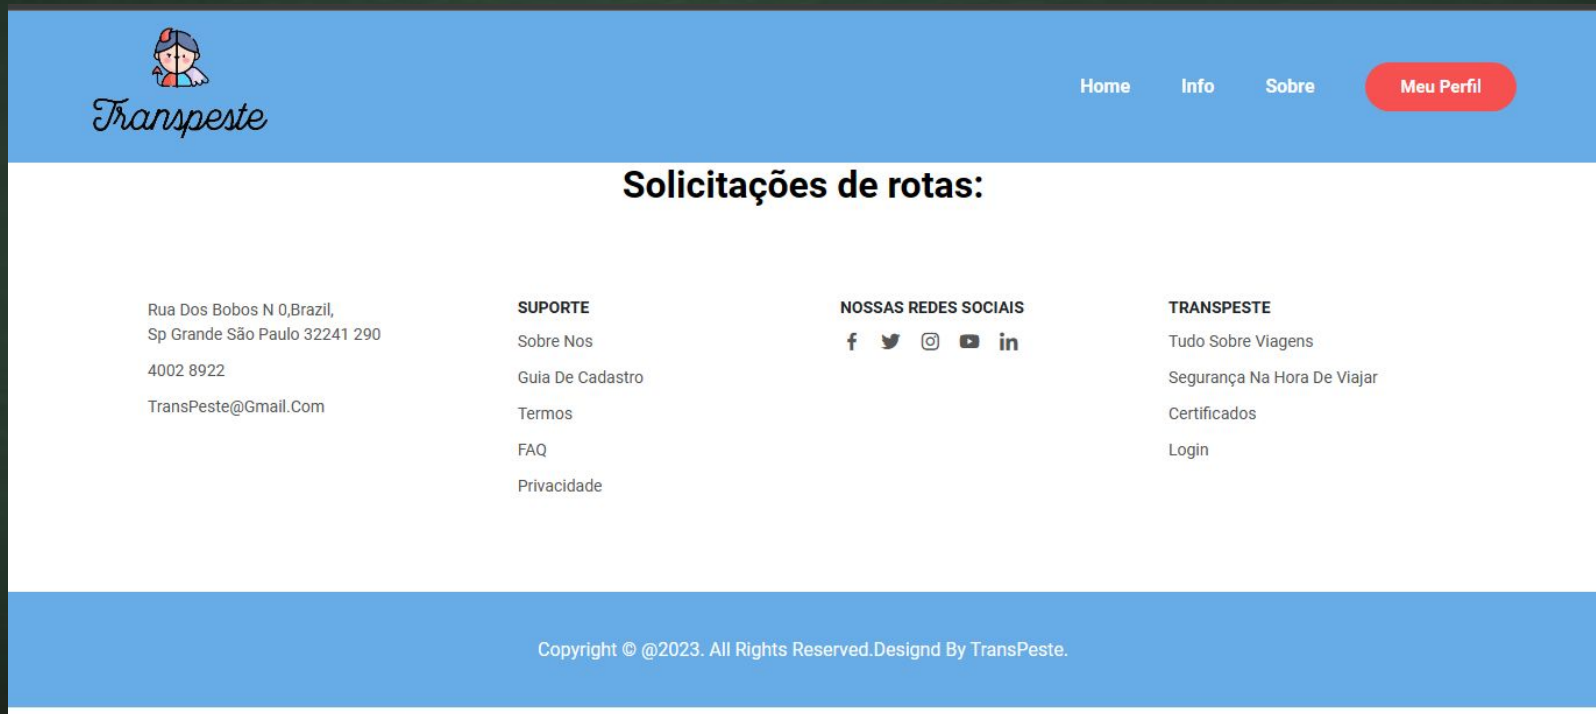 Transpeste
Home Info Sobre Meu Perfil
Solicitações de rotas:
Rua Dos Bobos N 0,Brazil,
Sp Grande São Paulo 32241 290
4002 8922
TransPeste@Gmail.Com
SUPORTE
Sobre Nos
Guia De Cadastro
Termos
FAQ
Privacidade
NOSSAS REDES SOCIAIS
TRANSPESTE
Tudo Sobre Viagens
Segurança Na Hora De Viajar
Certificados
Login
Copyright © @2023. All Rights Reserved.Designd By TransPeste.